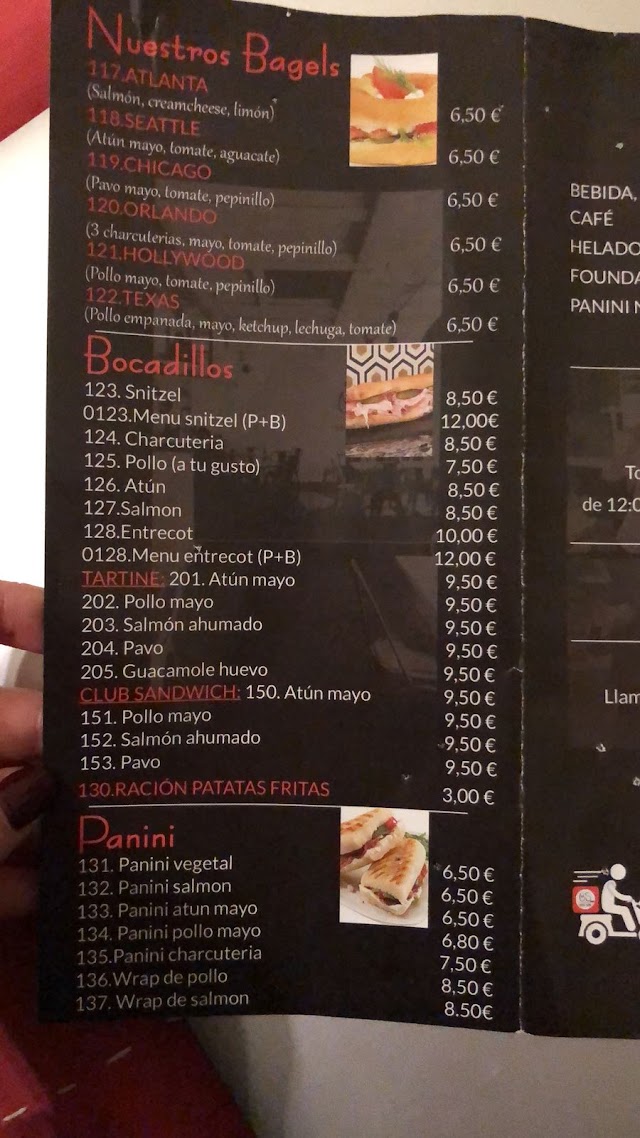 Nuestros Bagels
117.ATLANTA
(Salmón, creamcheese, limón) 6,50 €
118.SEATTLE
(Atún mayo, tomate, aguacate) 6,50 €
119.CHICAGO
(Pavo mayo, tomate, pepinillo) 6,50 €
120.ORLANDO
(3 charcuterias, mayo, tomate, pepinillo) 6,50 €
121.HOLLYWOOD
(Pollo mayo, tomate, pepinillo) 6,50 €
122.TEXAS
(Pollo empanada, mayo, ketchup, lechuga, tomate) 6,50 €
Bocadillos
123. Snitzel 8,50 €
0123.Menu snitzel (P+B) 12,00€
124. Charcuteria 8,50 €
125. Pollo (a tu gusto) 7,50 €
126. Atún 8,50 €
127.Salmon 8,50 €
128.Entrecot 10,00 €
0128.Menu entrecot (P+B) 12,00 €
TARTINE: 201. Atún mayo 9,50 €
202. Pollo mayo 9,50 €
203. Salmón ahumado 9,50 €
204. Pavo 9,50 €
205. Guacamole huevo 9,50 €
CLUB SANDWICH: 150. Atún mayo 9,50 €
151. Pollo mayo 9,50 €
152. Salmón ahumado 9,50 €
153. Pavo 9,50 €
130.RACIÓN PATATAS FRITAS 3,00 €
Panini
131. Panini vegetal 6,50 €
132. Panini salmon 6,50 €
133. Panini atun mayo 6,50 €
134. Panini pollo mayo 6,80 €
135.Panini charcuteria 7,50 €
136.Wrap de pollo 8,50 €
137. Wrap de salmon 8.50€
BEBIDA,
CAFÉ
HELADO
FOUNDA
PANINI N
To
de 12:0
Llam